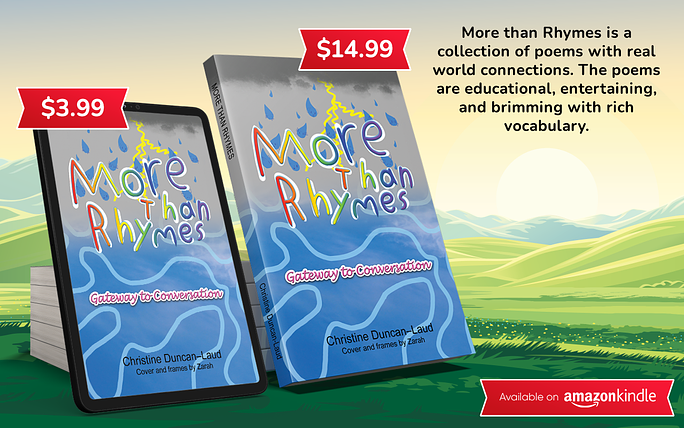 $3.99
More
Than
Rhymes
Gateway to Conversation
Christine Duncan-Laud
Cover and frames by Zarah
$14.99
MORE THAN RHYMES
Christine Duncan-Laud
More
Than
Rhymes
Gateway to Conversation
Christine Duncan-Laud
Cover and frames by Zarah
More than Rhymes is a
collection of poems with real
world connections. The poems
are educational, entertaining,
and brimming with rich
vocabulary.
Available on amazonkindle